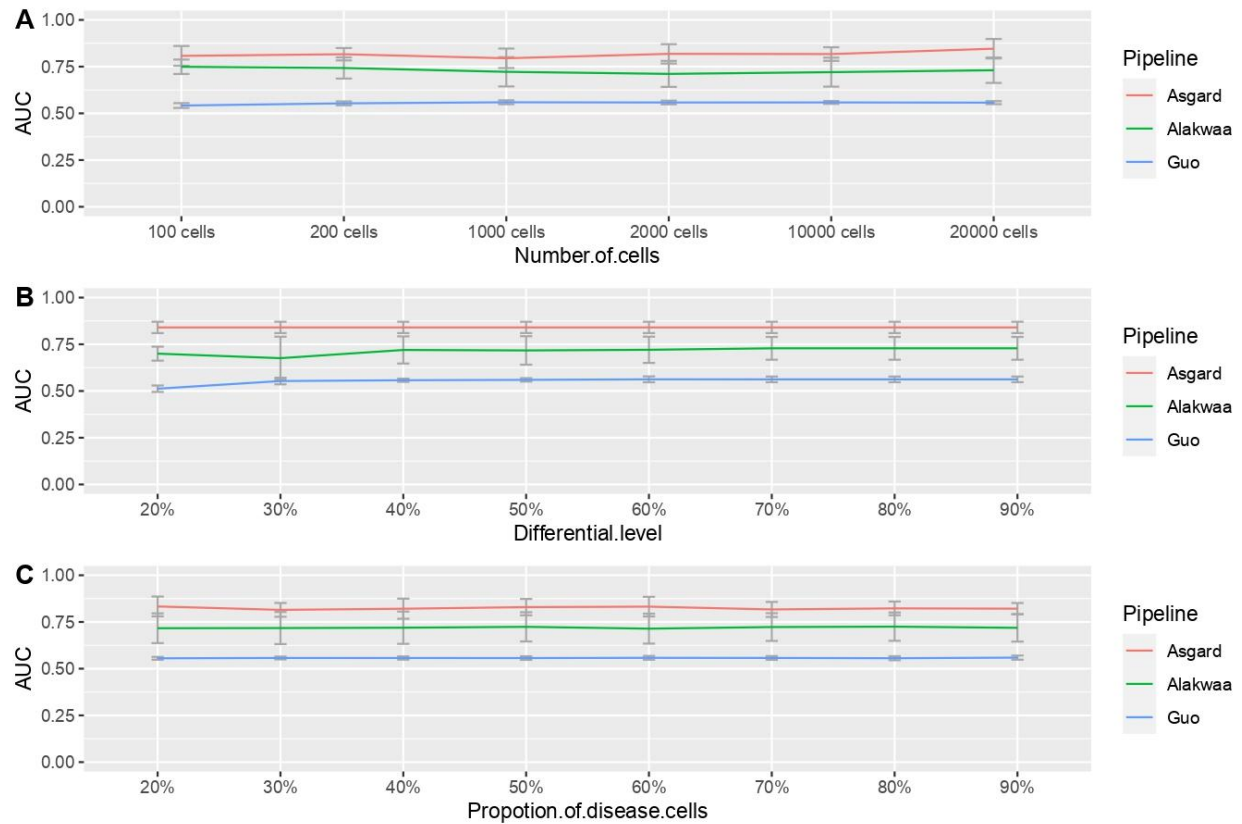 A
1.00
0.75
0.50
0.25
0.00
AUC
100 cells 200 cells 1000 cells 2000 cells 10000 cells 20000 cells
Number.of.cells
Pipeline
Asgard
Alakwaa
Guo
B
1.00
0.75
0.50
0.25
0.00
AUC
20% 30% 40% 50% 60% 70% 80% 90%
Differential.level
Pipeline
Asgard
Alakwaa
Guo
C
1.00
0.75
0.50
0.25
0.00
AUC
20% 30% 40% 50% 60% 70% 80% 90%
Propotion.of.disease.cells
Pipeline
Asgard
Alakwaa
Guo